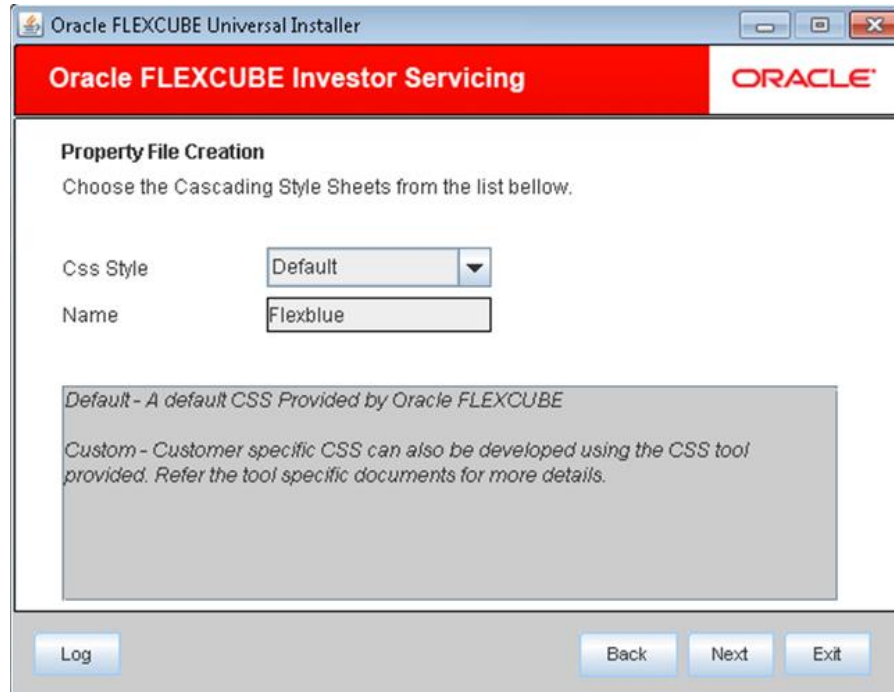 Oracle FLEXCUBE Universal Installer
Oracle FLEXCUBE Investor Servicing
ORACLE
Property File Creation
Choose the Cascading Style Sheets from the list bellow.
Css Style
Default
Name
Flexblue
Default - A default CSS Provided by Oracle FLEXCUBE
Custom - Customer specific CSS can also be developed using the CSS tool
provided. Refer the tool specific documents for more details.
Log
Back
Next
Exit